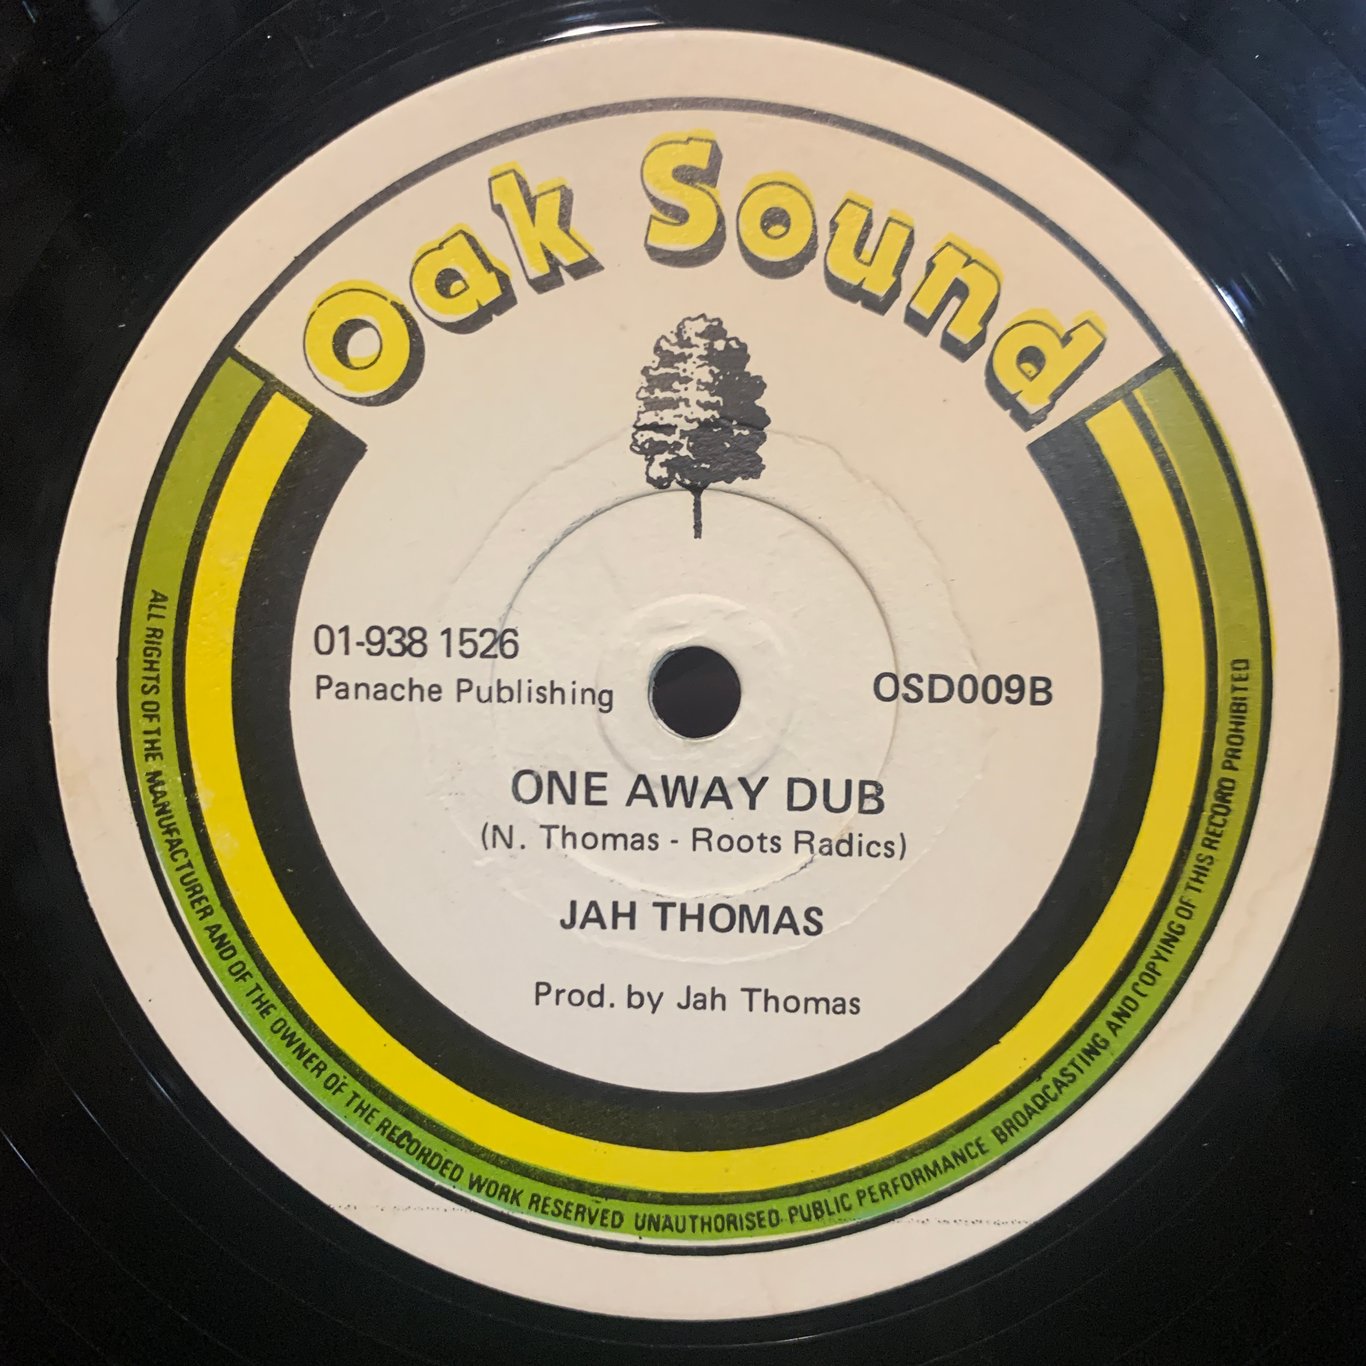 Oak Sound
01-938 1526
Panache Publishing
OSD009B
ONE AWAY DUB
(N. Thomas - Roots Radics)
JAH THOMAS
Prod. by Jah Thomas
ALL RIGHTS OF THE MANUFACTURER AND OF THE OWNER OF THE RECORDED WORK RESERVED UNAUTHORISED PUBLIC PERFORMANCE BROADCASTING AND COPYING OF THIS RECORD PROHIBITED